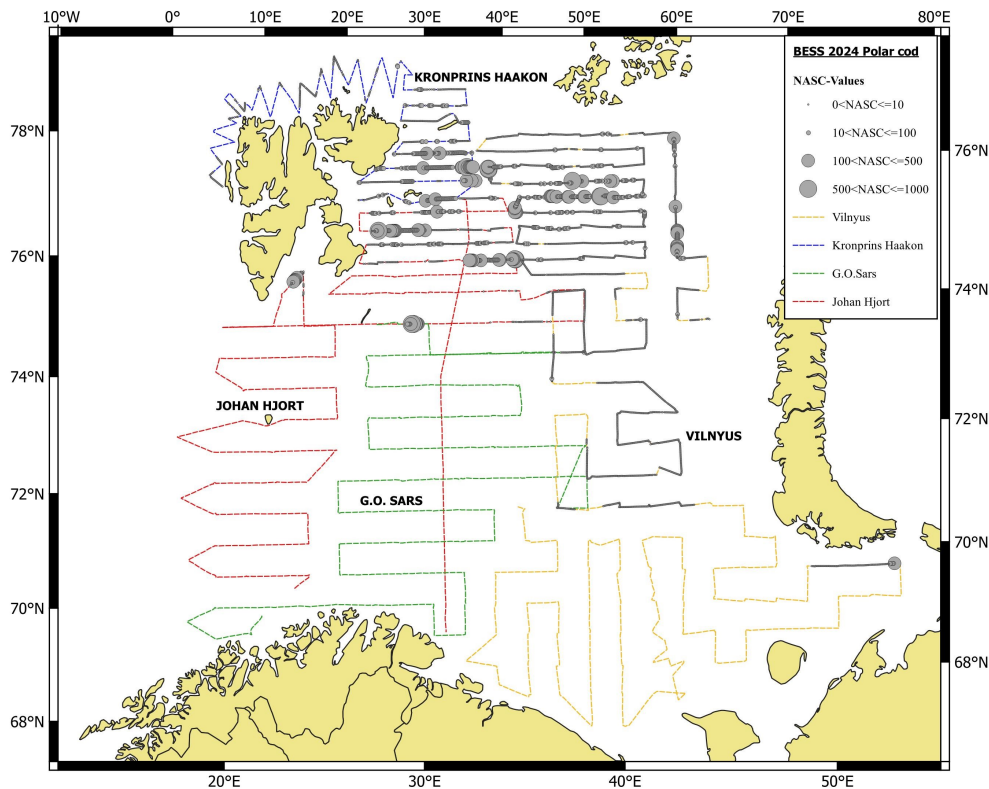 10°W 0° 10°E 20°E 30°E 40°E 50°E 60°E 70°E 80°E
BESS 2024 Polar cod
KRONPRINS HAAKON
NASC-Values
0<NASC<=10
78°N
10<NASC<=100
76°N
100<NASC<=500
500<NASC<=1000
Vilnyus
Kronprins Haakon
76°N
G.O.Sars
74°N
Johan Hjort
74°N
JOHAN HJORT
72°N
VILNYUS
72°N
G.O. SARS
70°N
70°N
68°N
68°N
20°E 30°E 40°E 50°E